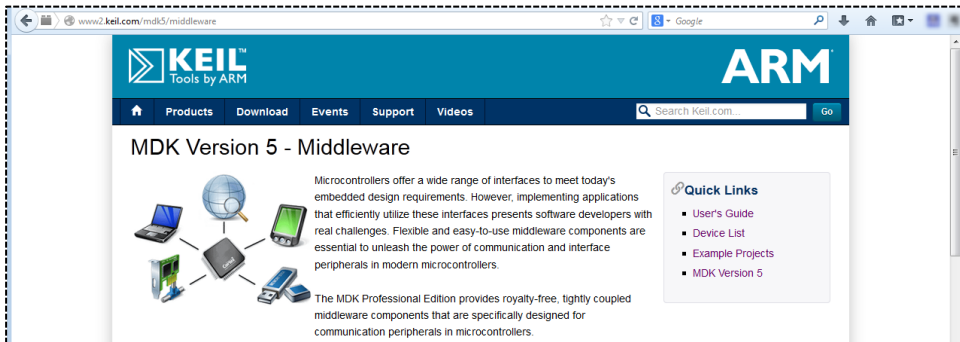 www2.keil.com/mdk5/middleware
Google
KEIL™
Tools by ARM
ARM
Products Download Events Support Videos
Search Keil.com...
Go
MDK Version 5 - Middleware
Microcontrollers offer a wide range of interfaces to meet today's
embedded design requirements. However, implementing applications
that efficiently utilize these interfaces presents software developers with
real challenges. Flexible and easy-to-use middleware components are
essential to unleash the power of communication and interface
peripherals in modern microcontrollers.
The MDK Professional Edition provides royalty-free, tightly coupled
middleware components that are specifically designed for
communication peripherals in microcontrollers.
Quick Links
User's Guide
Device List
Example Projects
MDK Version 5